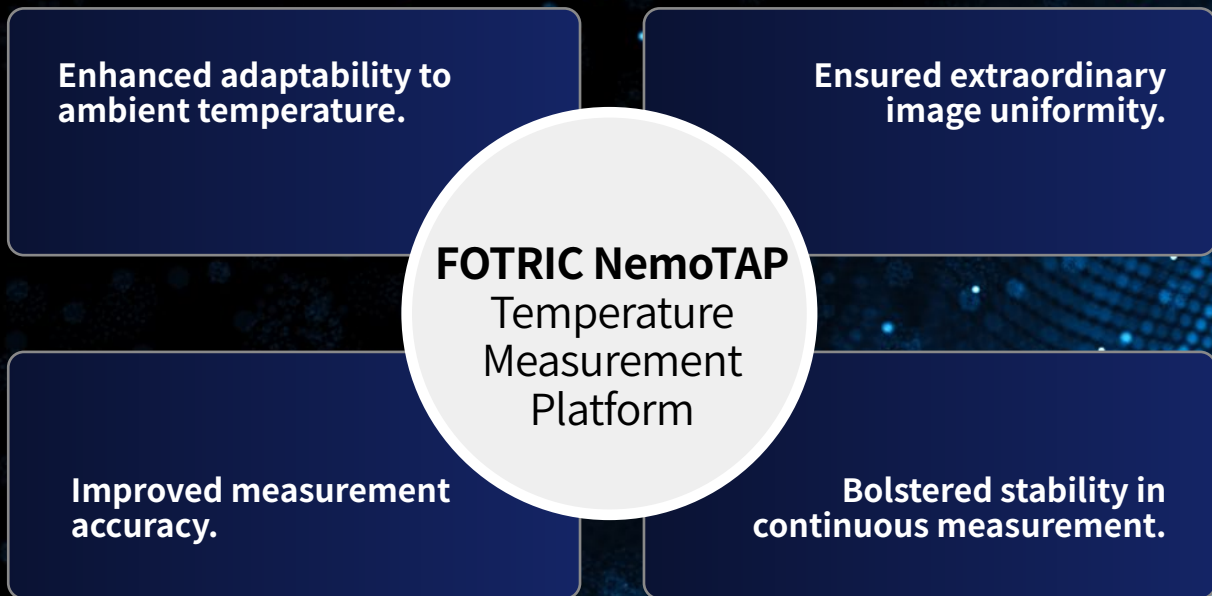 Enhanced adaptability to
ambient temperature.
Ensured extraordinary
image uniformity.
FOTRIC NemoTAP
Temperature
Measurement
Platform
Improved measurement
accuracy.
Bolstered stability in
continuous measurement.